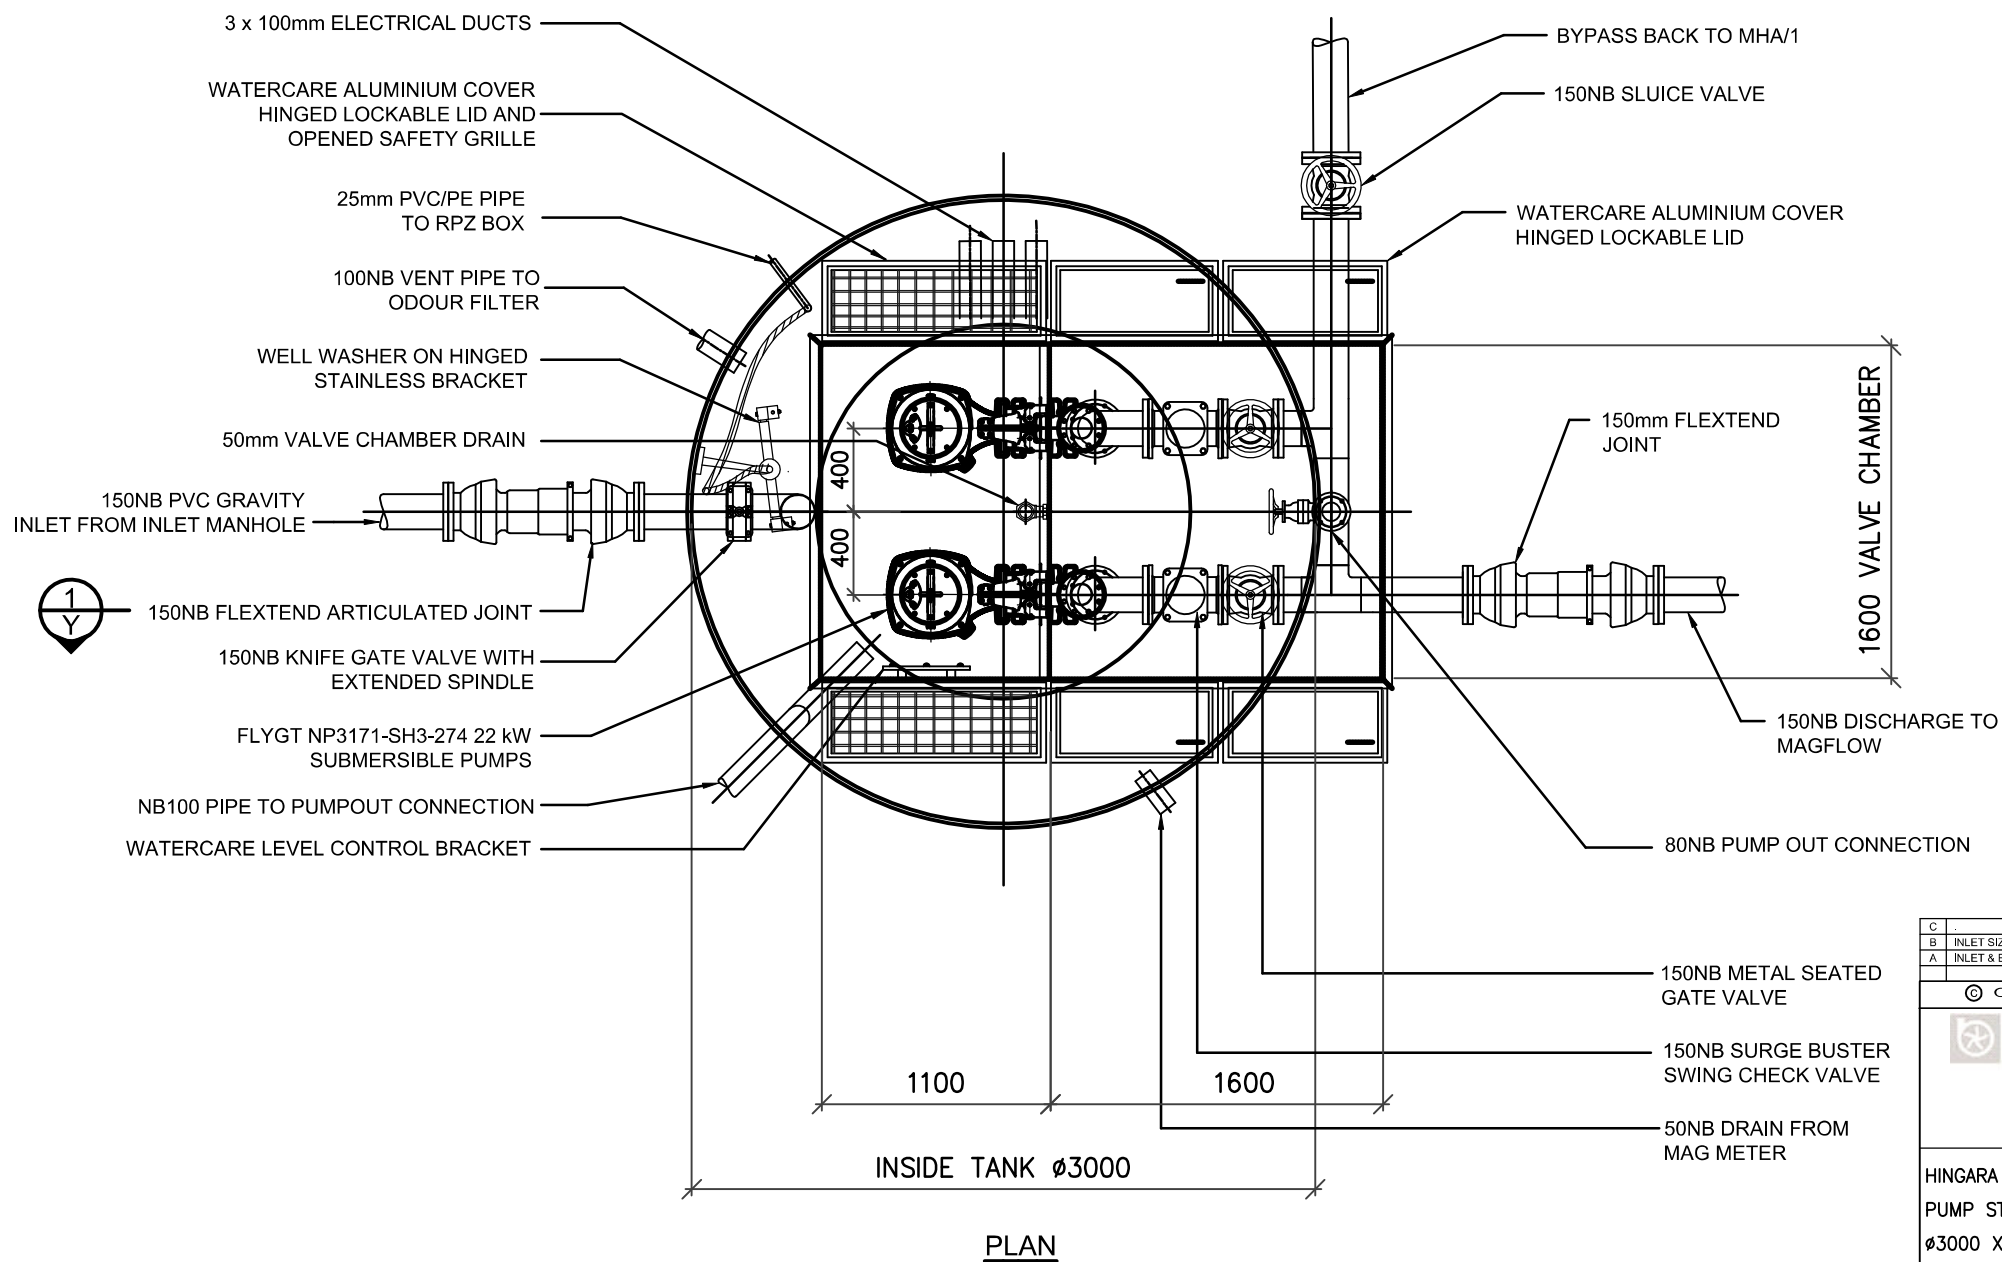 3 x 100mm ELECTRICAL DUCTS
WATERCARE ALUMINIUM COVER
HINGED LOCKABLE LID AND
OPENED SAFETY GRILLE
25mm PVC/PE PIPE
TO RPZ BOX
100NB VENT PIPE TO
ODOUR FILTER
WELL WASHER ON HINGED
STAINLESS BRACKET
50mm VALVE CHAMBER DRAIN
150NB PVC GRAVITY
INLET FROM INLET MANHOLE
1
Y
150NB FLEXTEND ARTICULATED JOINT
150NB KNIFE GATE VALVE WITH
EXTENDED SPINDLE
FLYGT NP3171-SH3-274 22 kW
SUBMERSIBLE PUMPS
NB100 PIPE TO PUMPOUT CONNECTION
WATERCARE LEVEL CONTROL BRACKET
400
400
BYPASS BACK TO MHA/1
150NB SLUICE VALVE
WATERCARE ALUMINIUM COVER
HINGED LOCKABLE LID
150mm FLEXTEND
JOINT
1600 VALVE CHAMBER
150NB DISCHARGE TO
MAGFLOW
80NB PUMP OUT CONNECTION
150NB METAL SEATED
GATE VALVE
150NB SURGE BUSTER
SWING CHECK VALVE
50NB DRAIN FROM
MAG METER
1100
1600
INSIDE TANK ø3000
PLAN
C .
B INLET SIZ
A INLET & E
©
HINGARA
PUMP ST
ø3000 X